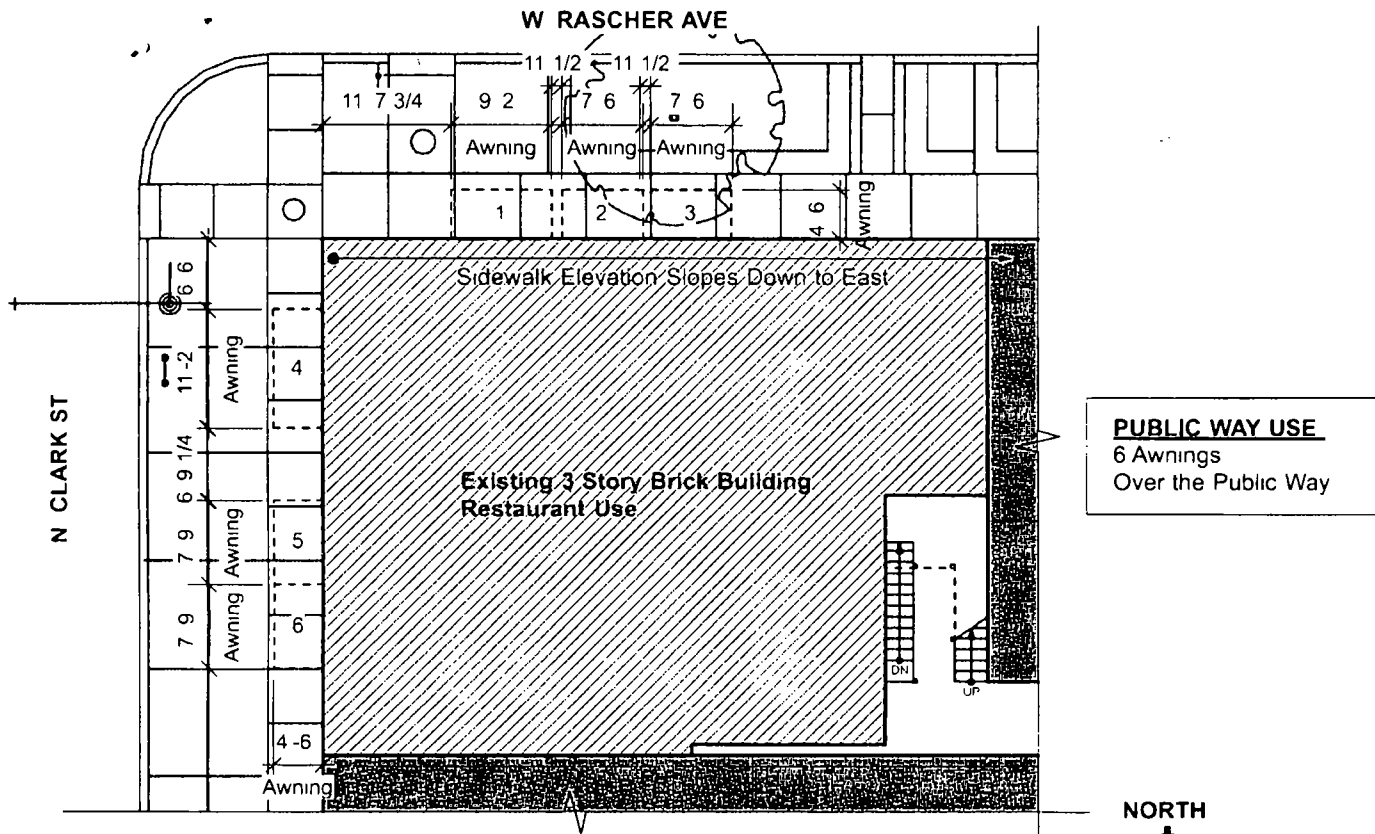 W RASCHER AVE
11 1/2 11 1/2
11 7 3/4 9 2 7 6 7 6
Awning Awning Awning
1 2 3 4 6 Awning
Sidewalk Elevation Slopes Down to East
6 6
11-2 Awning 4
N CLARK ST
6 9 1/4
PUBLIC WAY USE
6 Awnings
Over the Public Way
Existing 3 Story Brick Building
Restaurant Use
7 9 Awning 5
7 9 Awning 6
DN
UP
4-6
Awning
NORTH